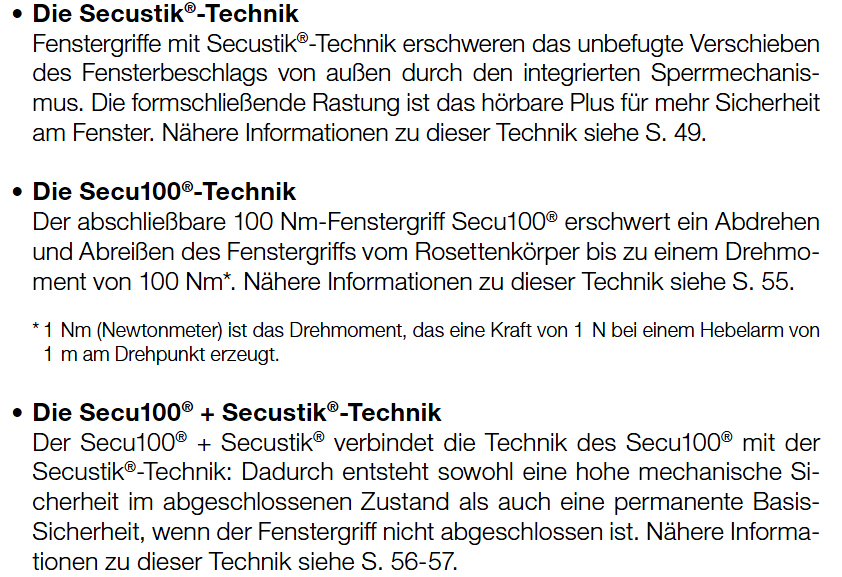 • Die Secustik®-Technik
Fenstergriffe mit Secustik®-Technik erschweren das unbefugte Verschieben
des Fensterbeschlags von außen durch den integrierten Sperrmechanis-
mus. Die formschließende Rastung ist das hörbare Plus für mehr Sicherheit
am Fenster. Nähere Informationen zu dieser Technik siehe S. 49.
• Die Secu100®-Technik
Der abschließbare 100 Nm-Fenstergriff Secu100® erschwert ein Abdrehen
und Abreißen des Fenstergriffs vom Rosettenkörper bis zu einem Drehmo-
ment von 100 Nm*. Nähere Informationen zu dieser Technik siehe S. 55.
* 1 Nm (Newtonmeter) ist das Drehmoment, das eine Kraft von 1 N bei einem Hebelarm von
1 m am Drehpunkt erzeugt.
• Die Secu100® + Secustik®-Technik
Der Secu100® + Secustik® verbindet die Technik des Secu100® mit der
Secustik®-Technik: Dadurch entsteht sowohl eine hohe mechanische Si-
cherheit im abgeschlossenen Zustand als auch eine permanente Basis-
Sicherheit, wenn der Fenstergriff nicht abgeschlossen ist. Nähere Informa-
tionen zu dieser Technik siehe S. 56-57.